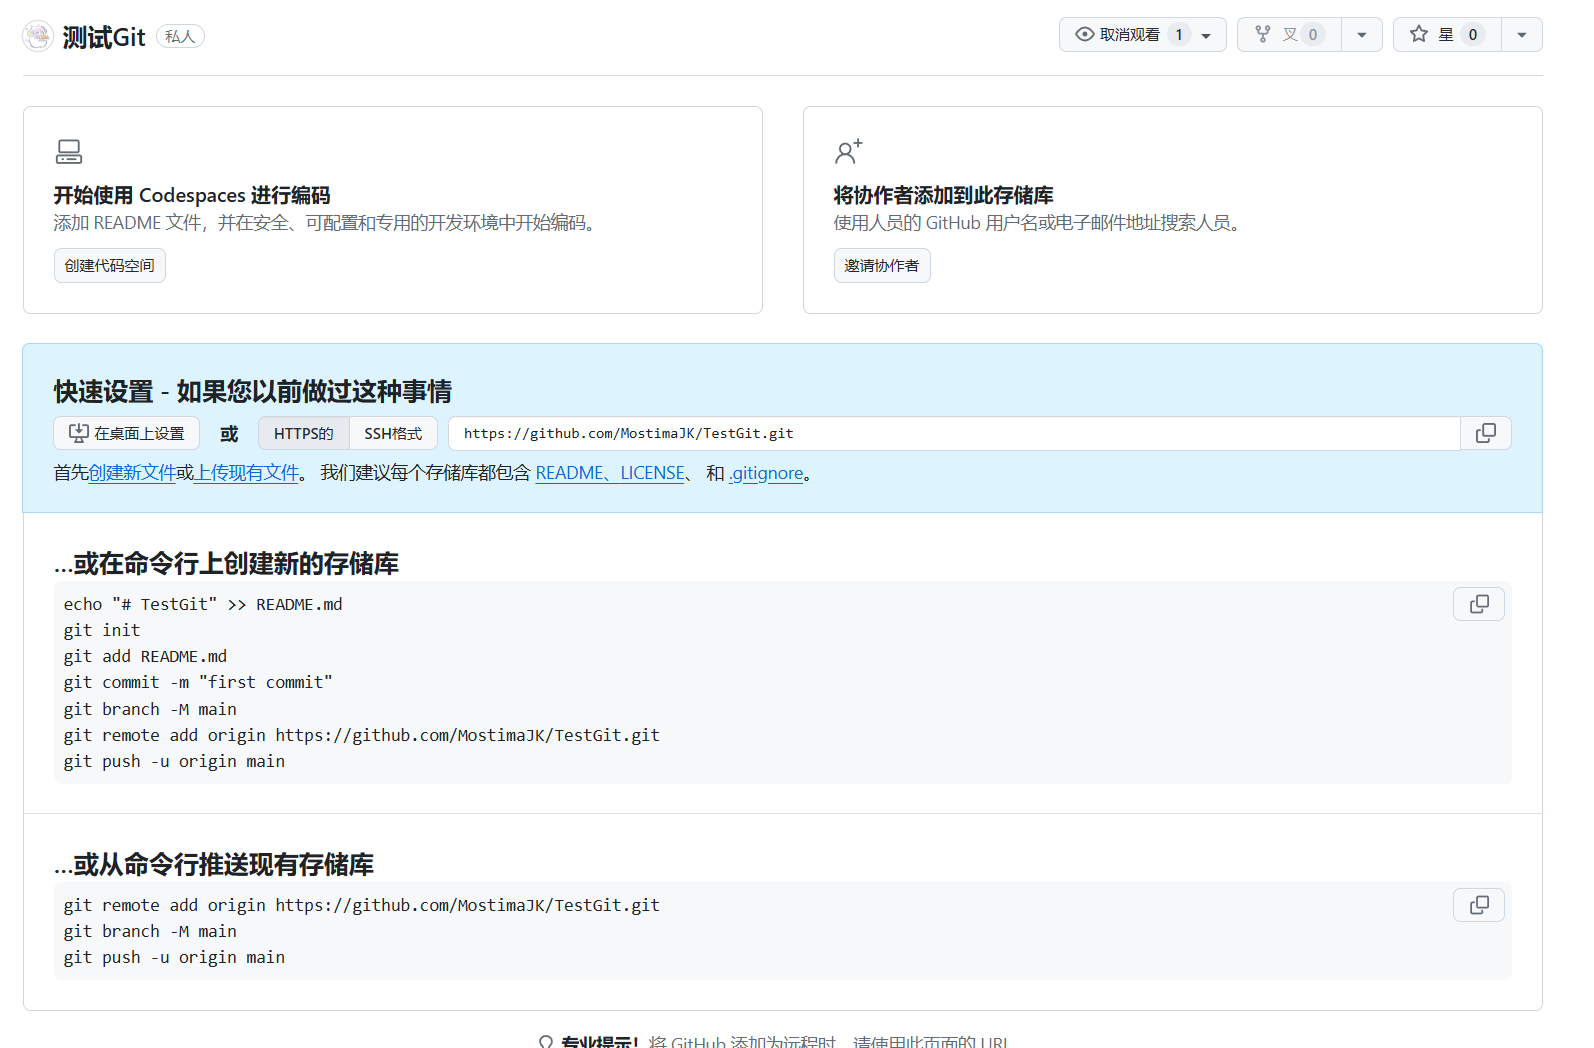 测试Git 私人
取消观看 1
叉 0
星 0
开始使用 Codespaces 进行编码
添加 README 文件，并在安全、可配置和专用的开发环境中开始编码。
创建代码空间
将协作者添加到此存储库
使用人员的 GitHub 用户名或电子邮件地址搜索人员。
邀请协作者
快速设置 - 如果您以前做过这种事情
在桌面上设置 或 HTTPS的 SSH格式 https://github.com/MostimaJK/TestGit.git
首先创建新文件或上传现有文件。 我们建议每个存储库都包含 README、LICENSE、 和 .gitignore。
…或在命令行上创建新的存储库
echo "# TestGit" >> README.md
git init
git add README.md
git commit -m "first commit"
git branch -M main
git remote add origin https://github.com/MostimaJK/TestGit.git
git push -u origin main
…或从命令行推送现有存储库
git remote add origin https://github.com/MostimaJK/TestGit.git
git branch -M main
git push -u origin main
专业提示！将 GitHub 添加为远程时，请使用此页面的 URL